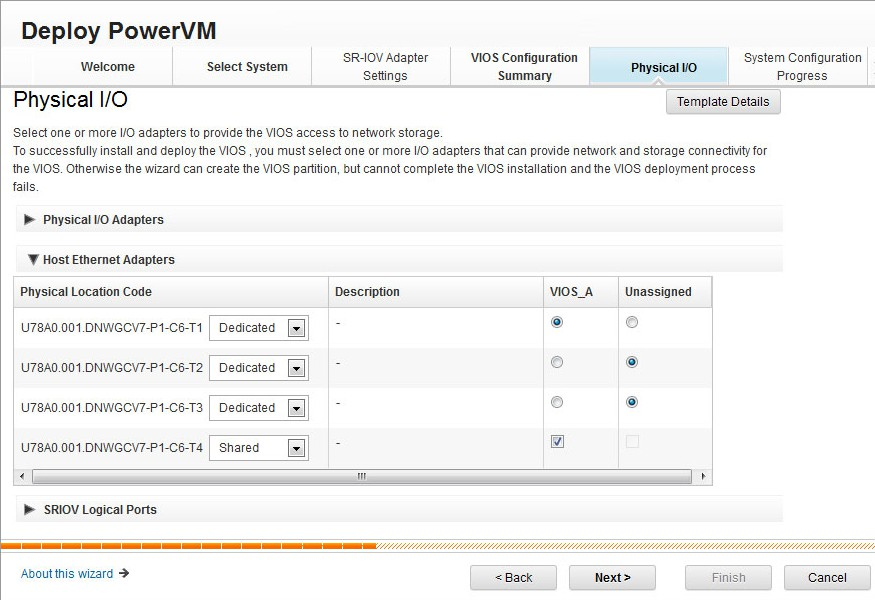 Deploy PowerVM
Welcome
Select System
SR-IOV Adapter
Settings
VIOS Configuration
Summary
Physical I/O
System Configuration
Progress
Physical I/O
Template Details
Select one or more I/O adapters to provide the VIOS access to network storage.
To successfully install and deploy the VIOS , you must select one or more I/O adapters that can provide network and storage connectivity for
the VIOS. Otherwise the wizard can create the VIOS partition, but cannot complete the VIOS installation and the VIOS deployment process
fails.
Physical I/O Adapters
Host Ethernet Adapters
Physical Location Code Description VIOS_A Unassigned
U78A0.001.DNWGCV7-P1-C6-T1 Dedicated -
U78A0.001.DNWGCV7-P1-C6-T2 Dedicated -
U78A0.001.DNWGCV7-P1-C6-T3 Dedicated -
U78A0.001.DNWGCV7-P1-C6-T4 Shared -
SRIOV Logical Ports
About this wizard
< Back
Next >
Finish
Cancel